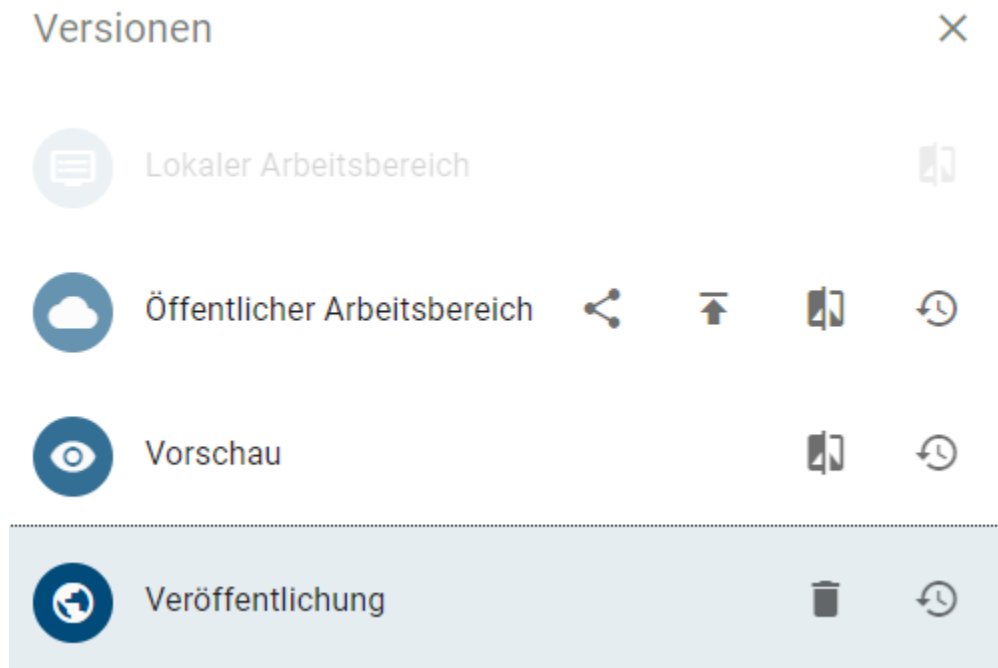 Versionen
Lokaler Arbeitsbereich
Öffentlicher Arbeitsbereich
Vorschau
Veröffentlichung